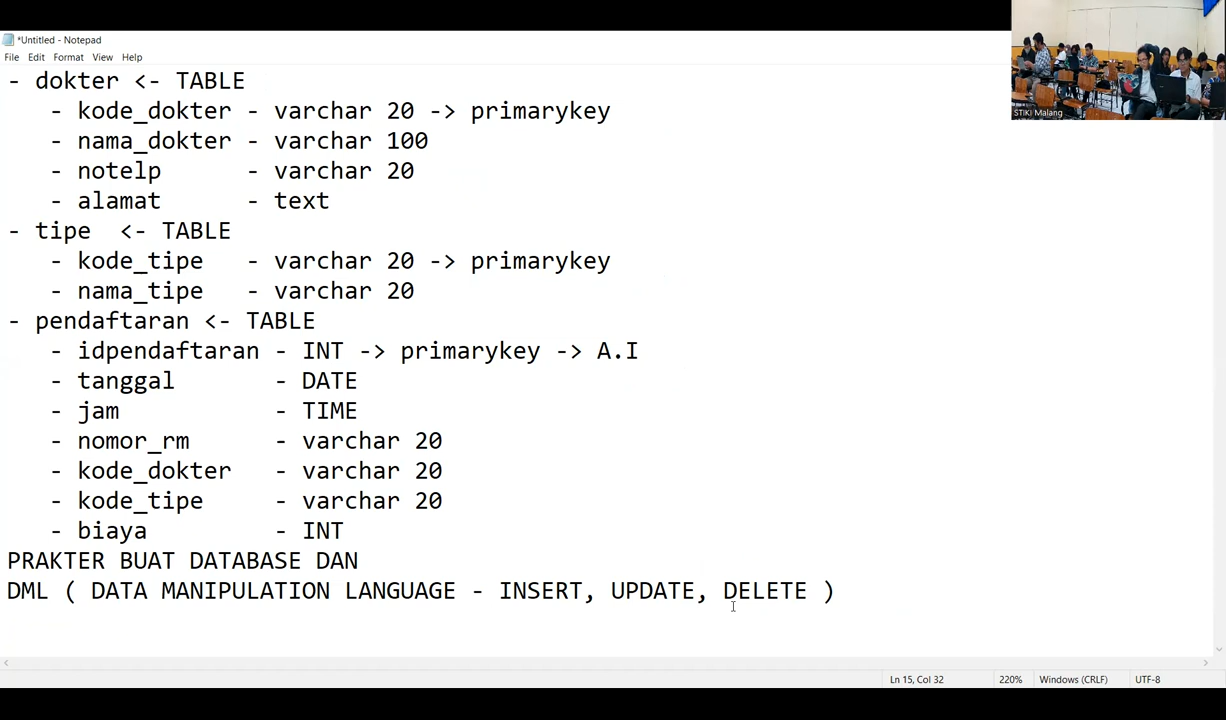 *Untitled - Notepad
File Edit Format View Help
- dokter <- TABLE
- kode_dokter - varchar 20 -> primarykey
- nama_dokter - varchar 100
- notelp - varchar 20
- alamat - text
- tipe <- TABLE
- kode_tipe - varchar 20 -> primarykey
- nama_tipe - varchar 20
- pendaftaran <- TABLE
- idpendaftaran - INT -> primarykey -> A.I
- tanggal - DATE
- jam - TIME
- nomor_rm - varchar 20
- kode_dokter - varchar 20
- kode_tipe - varchar 20
- biaya - INT
PRAKTER BUAT DATABASE DAN
DML ( DATA MANIPULATION LANGUAGE - INSERT, UPDATE, DELETE )
Ln 15, Col 32 220% Windows (CRLF) UTF-8
STIKI Malang